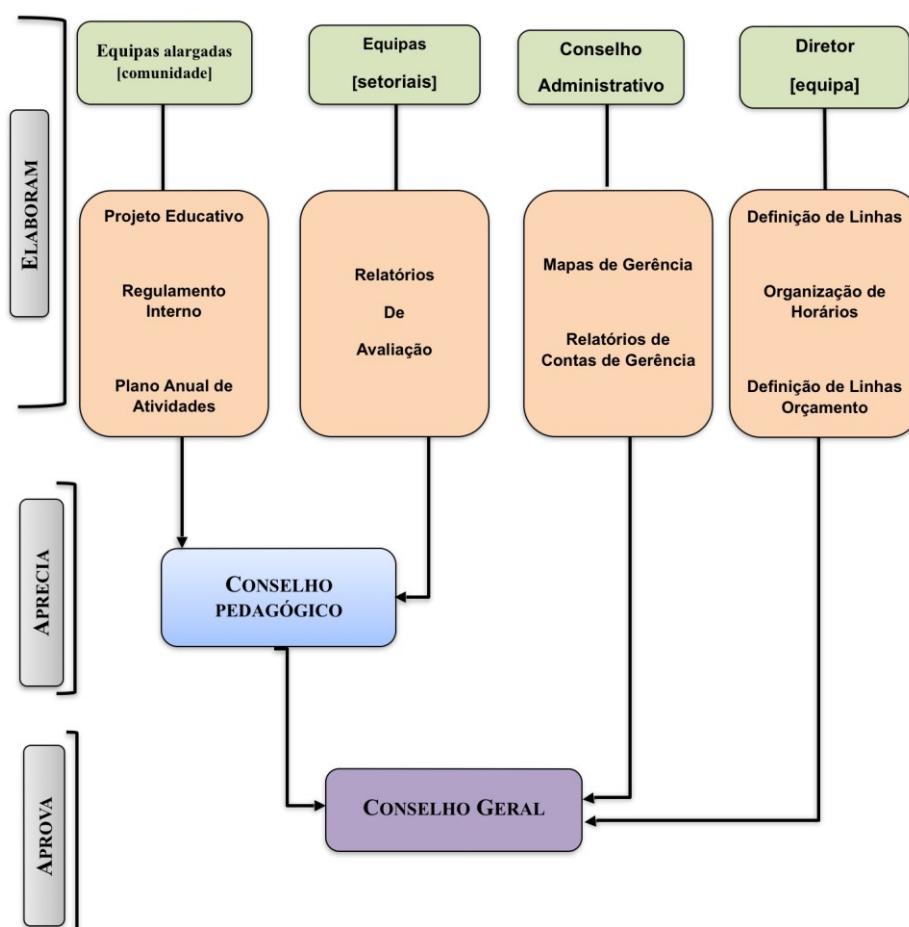 Equipas alargadas
[comunidade]
Equipas
[setoriais]
Conselho
Administrativo
Diretor
[equipa]
ELABORAM
Projeto Educativo
Regulamento
Interno
Plano Anual de
Atividades
Relatórios
De
Avaliação
Mapas de Gerência
Relatórios de
Contas de Gerência
Definição de Linhas
Organização de
Horários
Definição de Linhas
Orçamento
APRECIA
CONSELHO
PEDAGÓGICO
APROVA
CONSELHO GERAL